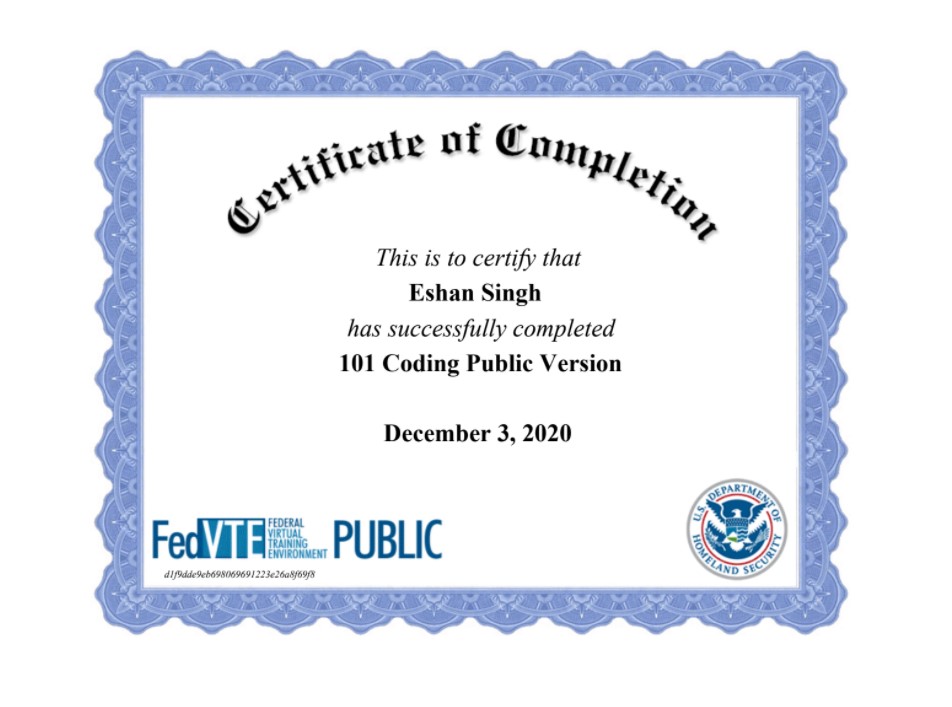 Certificate of Completion
This is to certify that
Eshan Singh
has successfully completed
101 Coding Public Version
December 3, 2020
FedVTE FEDERAL VIRTUAL TRAINING ENVIRONMENT PUBLIC
d1f9dde9eb698069691223e26a8f69f8
U.S. DEPARTMENT OF HOMELAND SECURITY